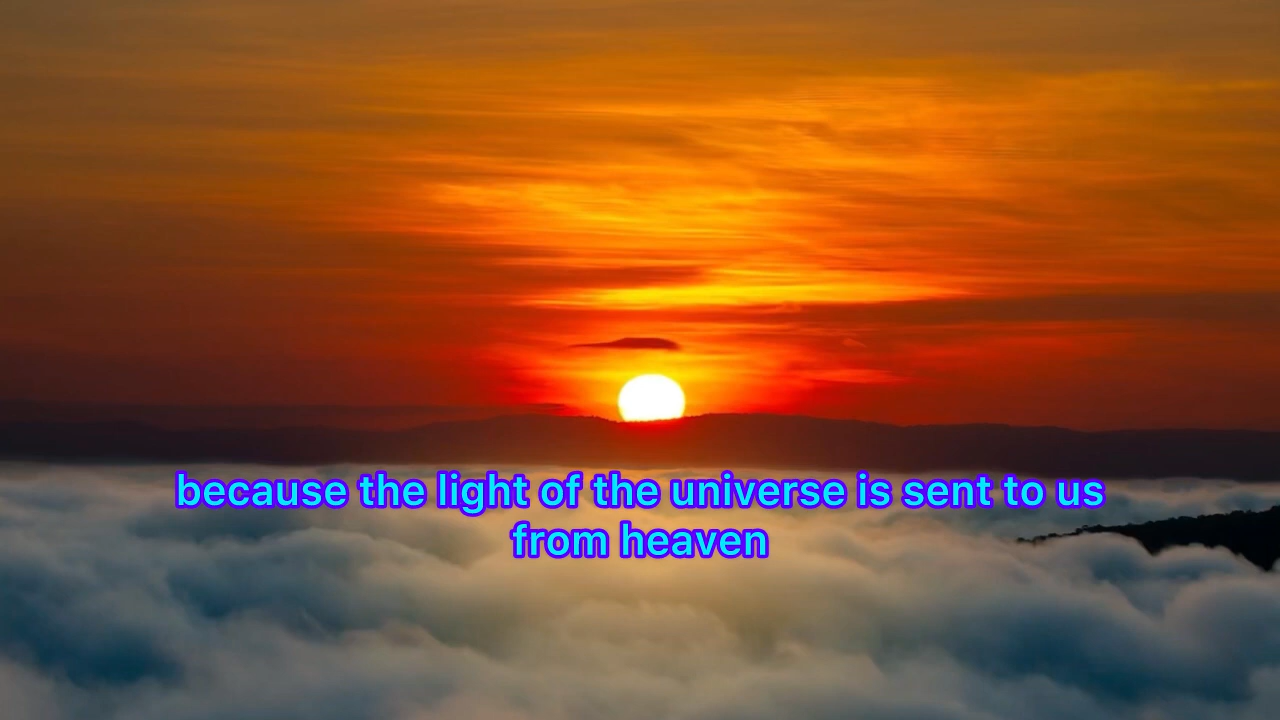 because the light of the universe is sent to us
from heaven